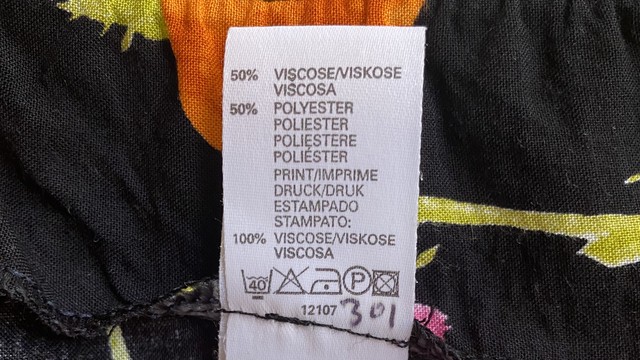 50% VISCOSE/VISKOSE
VISCOSA
50% POLYESTER
POLIESTER
POLIESTERE
POLIÉSTER
PRINT/IMPRIME
DRUCK/DRUK
ESTAMPADO
STAMPATO:
100% VISCOSE/VISKOSE
VISCOSA
40 P
12107 301